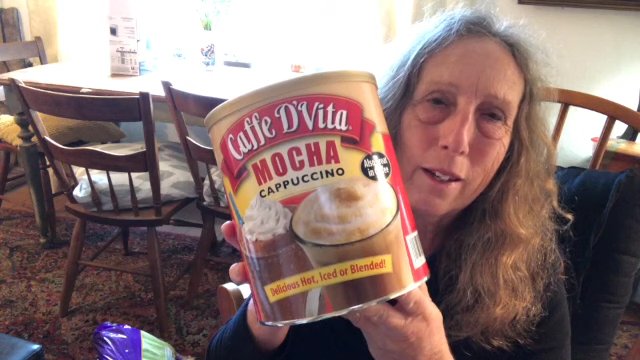 Caffe D'Vita
MOCHA
CAPPUCCINO
Delicious Hot, Iced or Blended!